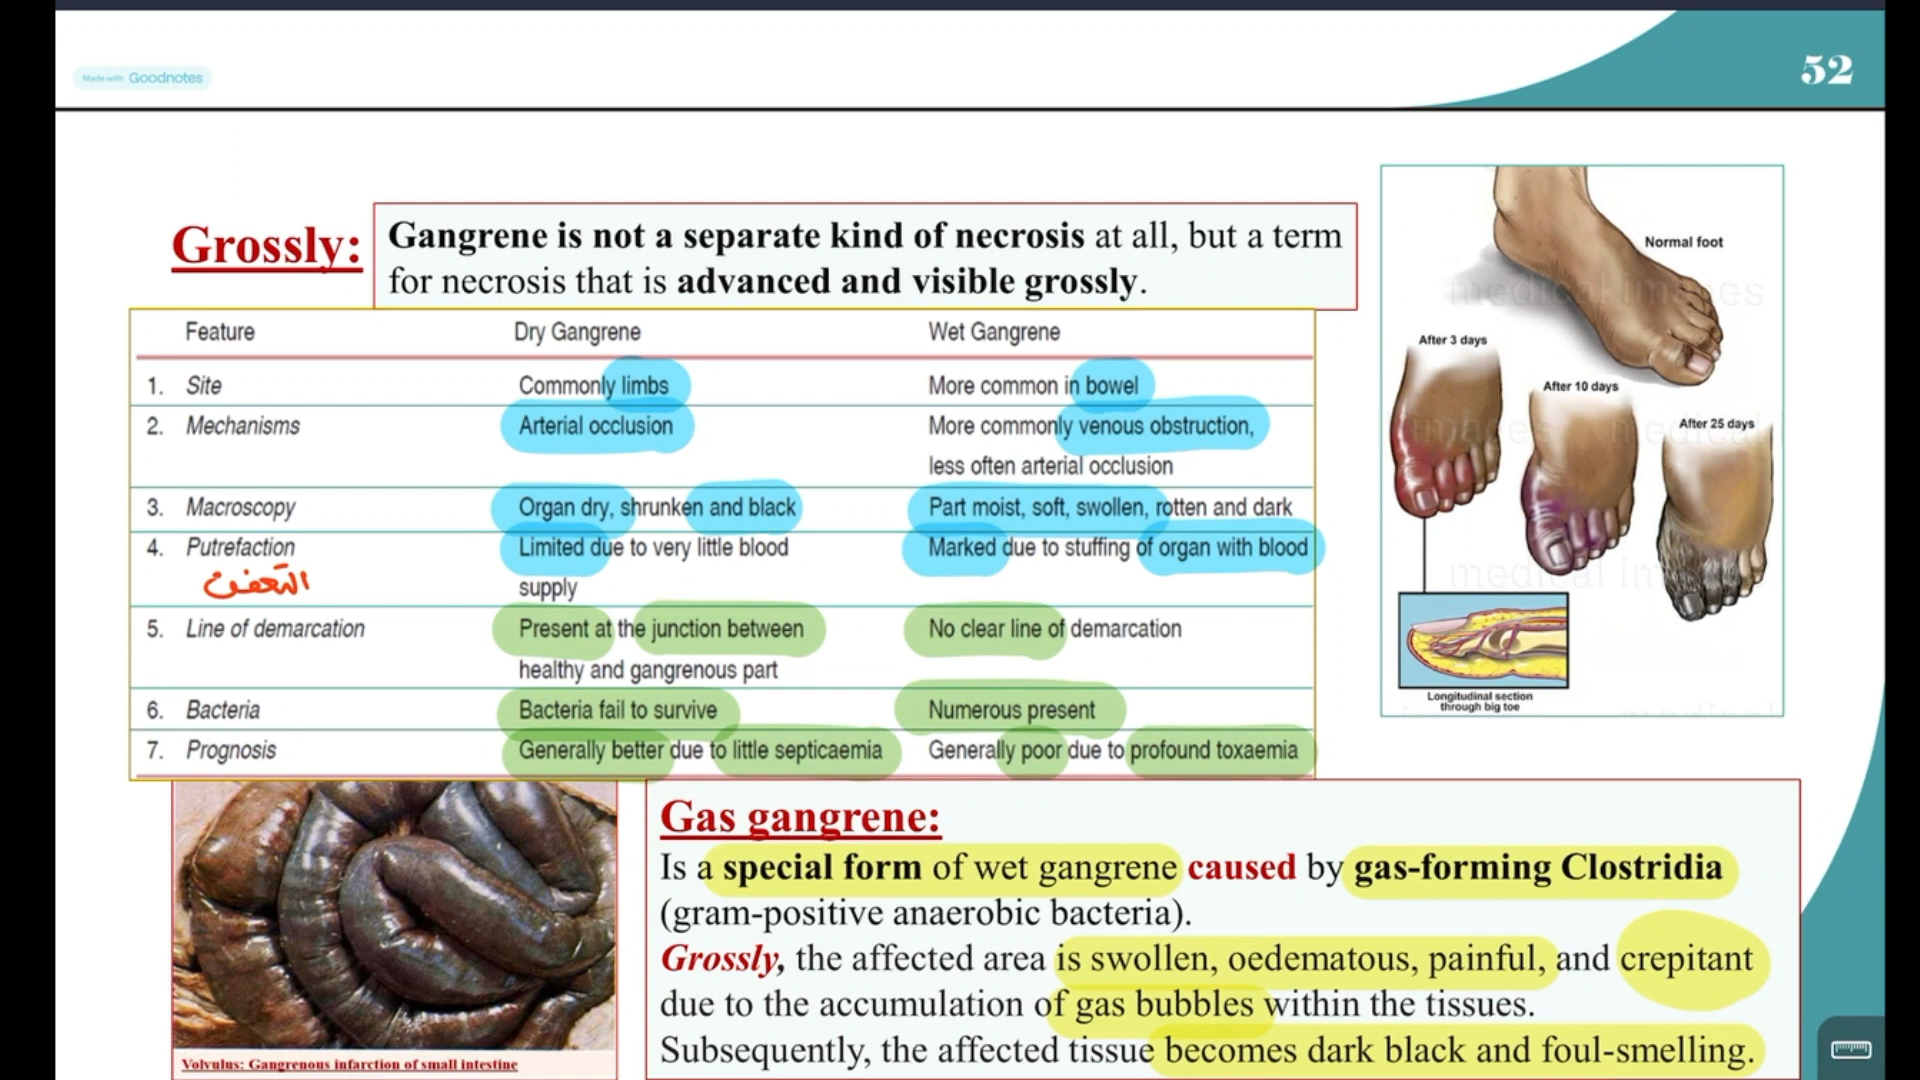 Made with Goodnotes
52
Grossly:
Gangrene is not a separate kind of necrosis at all, but a term
for necrosis that is advanced and visible grossly.
Feature Dry Gangrene Wet Gangrene
1. Site Commonly limbs More common in bowel
2. Mechanisms Arterial occlusion More commonly venous obstruction,
less often arterial occlusion
3. Macroscopy Organ dry, shrunken and black Part moist, soft, swollen, rotten and dark
4. Putrefaction Limited due to very little blood Marked due to stuffing of organ with blood
التعفن supply
5. Line of demarcation Present at the junction between No clear line of demarcation
healthy and gangrenous part
6. Bacteria Bacteria fail to survive Numerous present
7. Prognosis Generally better due to little septicaemia Generally poor due to profound toxaemia
Normal foot
After 3 days
After 10 days
After 25 days
medical images
images medical
medical im
Longitudinal section
through big toe
Volvulus: Gangrenous infarction of small intestine
Gas gangrene:
Is a special form of wet gangrene caused by gas-forming Clostridia
(gram-positive anaerobic bacteria).
Grossly, the affected area is swollen, oedematous, painful, and crepitant
due to the accumulation of gas bubbles within the tissues.
Subsequently, the affected tissue becomes dark black and foul-smelling.